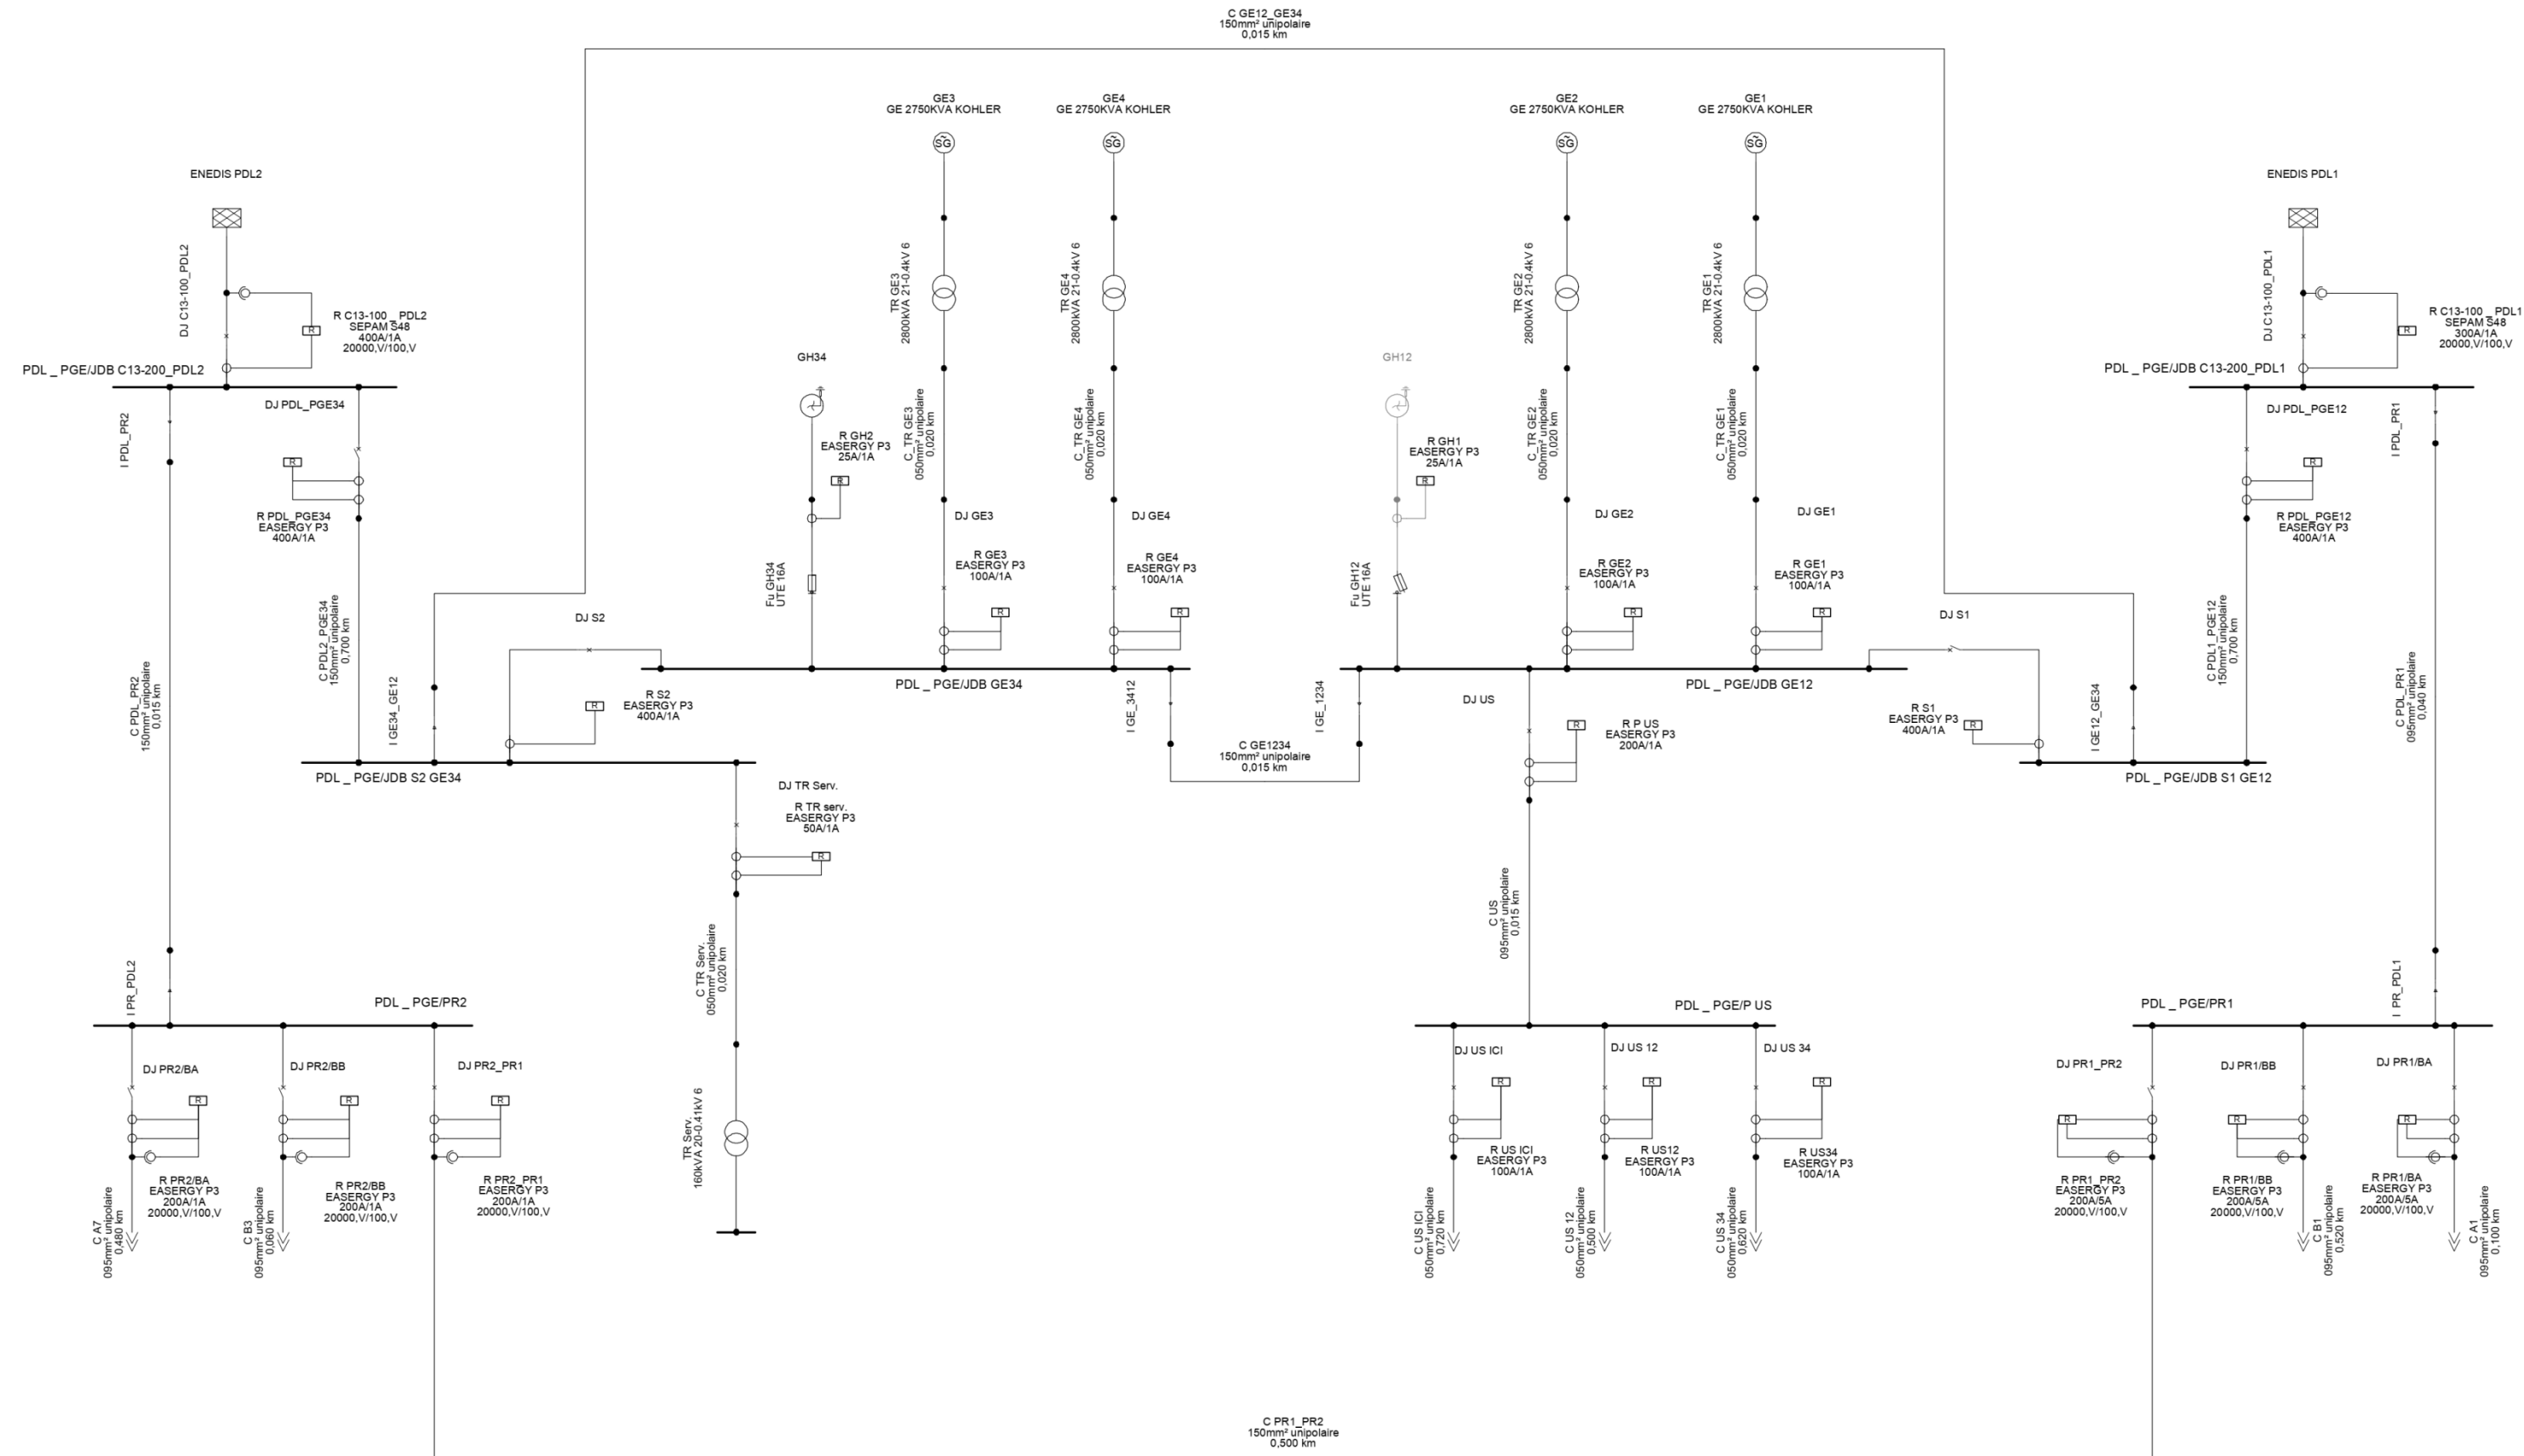 C GE12_GE34
150mm² unipolaire
0,015 km
GE3
GE 2750KVA KOHLER
GE4
GE 2750KVA KOHLER
GE2
GE 2750KVA KOHLER
GE1
GE 2750KVA KOHLER
SG
SG
SG
SG
ENEDIS PDL2
ENEDIS PDL1
DJ C13-100_PDL2
R
R C13-100 _ PDL2
SEPAM S48
400A/1A
20000,V/100,V
TR GE3
2800kVA 21-0.4kV 6
TR GE4
2800kVA 21-0.4kV 6
TR GE2
2800kVA 21-0.4kV 6
TR GE1
2800kVA 21-0.4kV 6
DJ C13-100_PDL1
R
R C13-100 _ PDL1
SEPAM S48
300A/1A
20000,V/100,V
PDL _ PGE/JDB C13-200_PDL2
GH34
GH12
PDL _ PGE/JDB C13-200_PDL1
I PDL_PR2
DJ PDL_PGE34
R
R PDL_PGE34
EASERGY P3
400A/1A
R GH2
EASERGY P3
25A/1A
R
C_TR GE3
050mm² unipolaire
0,020 km
C_TR GE4
050mm² unipolaire
0,020 km
R GH1
EASERGY P3
25A/1A
R
C_TR GE2
050mm² unipolaire
0,020 km
C_TR GE1
050mm² unipolaire
0,020 km
DJ PDL_PGE12
I PDL_PR1
R
R PDL_PGE12
EASERGY P3
400A/1A
DJ GE3
DJ GE4
DJ GE2
DJ GE1
Fu GH34
UTE 16A
R GE3
EASERGY P3
100A/1A
R
R GE4
EASERGY P3
100A/1A
R
Fu GH12
UTE 16A
R GE2
EASERGY P3
100A/1A
R
R GE1
EASERGY P3
100A/1A
R
DJ S2
DJ S1
C PDL_PR2
150mm² unipolaire
0,015 km
C PDL2_PGE34
150mm² unipolaire
0,700 km
I GE34_GE12
R S2
EASERGY P3
400A/1A
R
PDL _ PGE/JDB GE34
I GE_3412
C GE1234
150mm² unipolaire
0,015 km
I GE_1234
PDL _ PGE/JDB GE12
DJ US
R
R P US
EASERGY P3
200A/1A
R S1
EASERGY P3
400A/1A
R
I GE12_GE34
C PDL1_PGE12
150mm² unipolaire
0,700 km
C PDL_PR1
095mm² unipolaire
0,040 km
PDL _ PGE/JDB S2 GE34
PDL _ PGE/JDB S1 GE12
DJ TR Serv.
R TR serv.
EASERGY P3
50A/1A
R
C TR Serv.
050mm² unipolaire
0,020 km
C US
095mm² unipolaire
0,015 km
I PR_PDL2
PDL _ PGE/PR2
PDL _ PGE/P US
PDL _ PGE/PR1
I PR_PDL1
DJ PR2/BA
DJ PR2/BB
DJ PR2_PR1
DJ US ICI
DJ US 12
DJ US 34
DJ PR1_PR2
DJ PR1/BB
DJ PR1/BA
R
R
R
R
R
R
R
R
R
TR Serv.
160kVA 20-0.41kV 6
R PR2/BA
EASERGY P3
200A/1A
20000,V/100,V
R PR2/BB
EASERGY P3
200A/1A
20000,V/100,V
R PR2_PR1
EASERGY P3
200A/1A
20000,V/100,V
R US ICI
EASERGY P3
100A/1A
R US12
EASERGY P3
100A/1A
R US34
EASERGY P3
100A/1A
R PR1_PR2
EASERGY P3
200A/5A
20000,V/100,V
R PR1/BB
EASERGY P3
200A/5A
20000,V/100,V
R PR1/BA
EASERGY P3
200A/5A
20000,V/100,V
C A7
095mm² unipolaire
0,480 km
C B3
095mm² unipolaire
0,060 km
C US ICI
050mm² unipolaire
0,720 km
C US 12
050mm² unipolaire
0,500 km
C US 34
050mm² unipolaire
0,620 km
C B1
095mm² unipolaire
0,520 km
C A1
095mm² unipolaire
0,100 km
C PR1_PR2
150mm² unipolaire
0,500 km